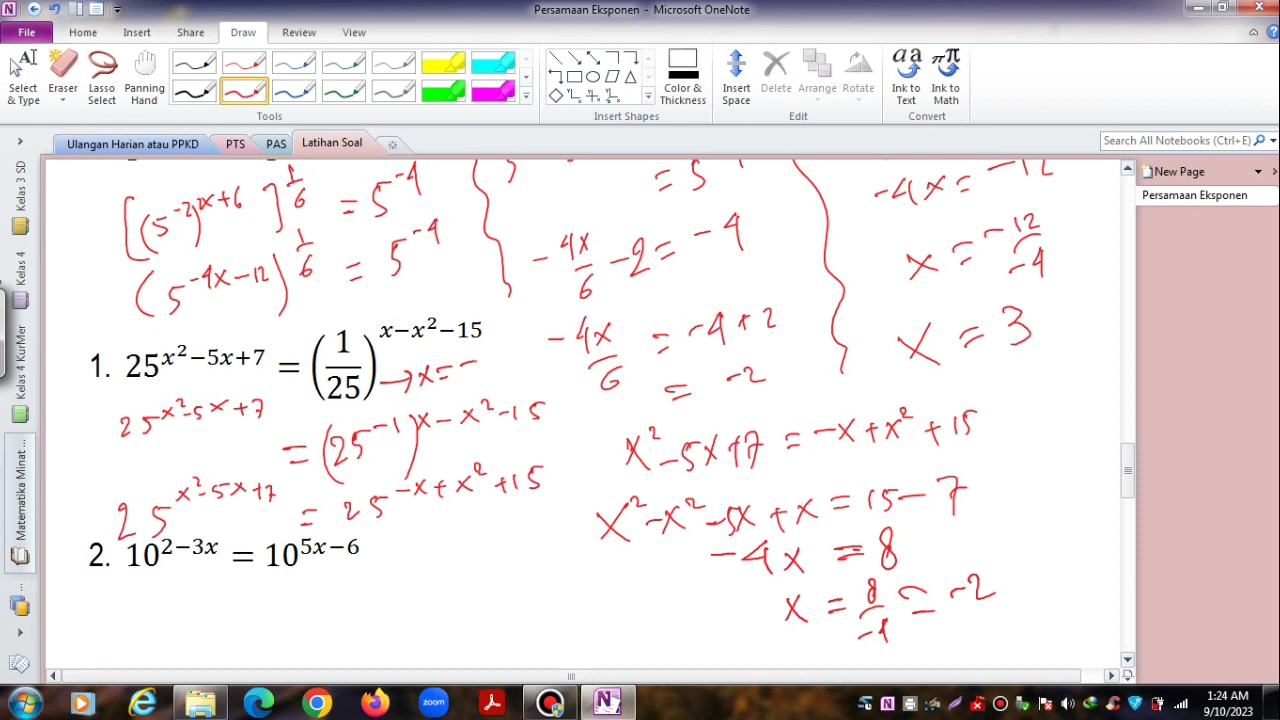 Persamaan Eksponen - Microsoft OneNote
File Home Insert Draw Review View
Select & Type
Eraser
Lasso Select
Panning Hand
Color & Thickness
Insert Space
Delete
Arrange
Rotate
Ink to Text
Ink to Math
Tools
Insert Shapes
Edit
Convert
Ulangan Harian atau PPKD PTS PAS Latihan Soal
Search All Notebooks (Ctrl+E)
New Page
Persamaan Eksponen
Kelas 3 SD
Kelas 4
Kelas 4 KurMer
Matematika Minat ...
[(5^-2)^2x+6]^1/6 = 5^-4
(5^-4x-12)^1/6 = 5^-4
-4x/6 - 2 = -4
-4x/6 = -4 + 2
= -2
-4x = -12
x = -12/-4
x = 3
1. 25^(x²-5x+7) = (1/25)^(x-x²-15)
→ x = -
25^x²-5x+7
= (25^-1)^x-x²-15
25^x²-5x+7 = 25^-x+x²+15
x² - 5x + 7 = -x + x² + 15
x² - x² - 5x + x = 15 - 7
-4x = 8
x = 8/-4 = -2
2. 10^(2-3x) = 10^(5x-6)
zoom
1:24 AM
9/10/2023